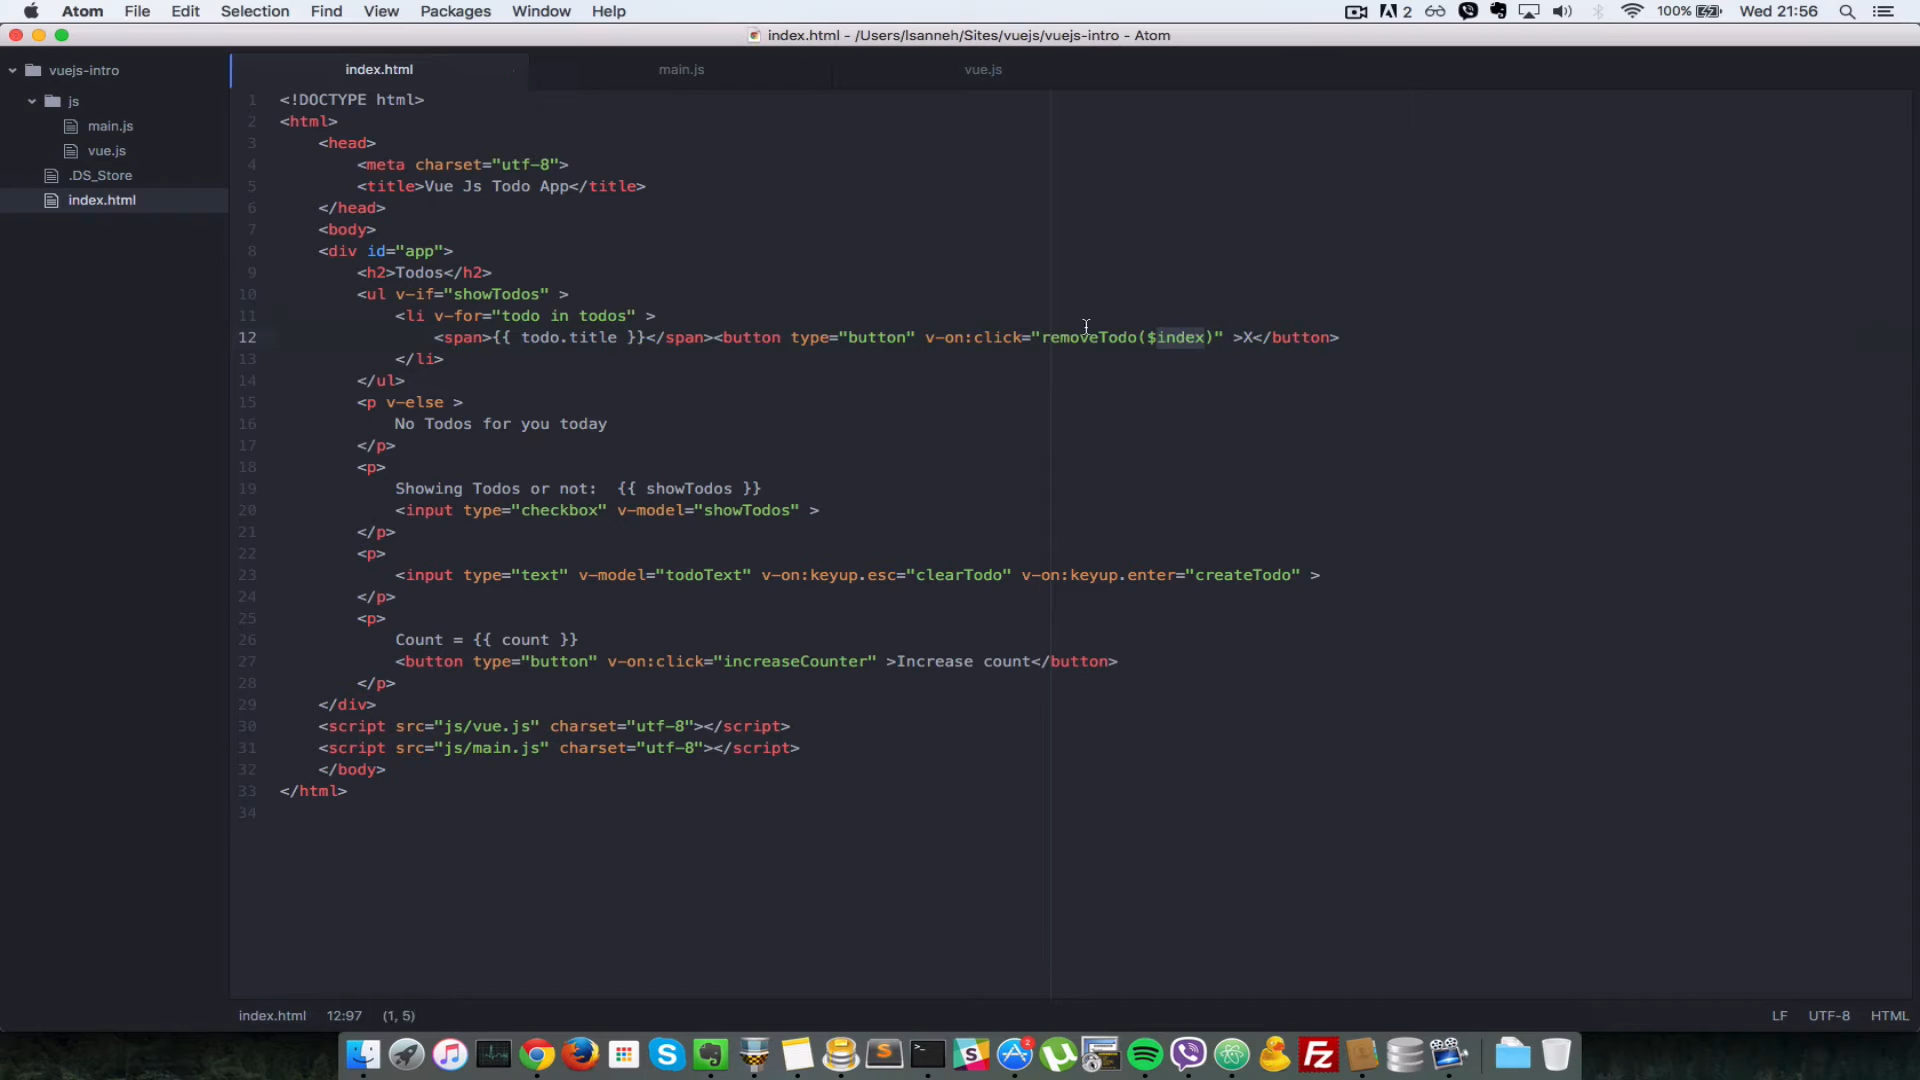 Atom File Edit Selection Find View Packages Window Help 2 100% Wed 21:56
index.html - /Users/lsanneh/Sites/vuejs/vuejs-intro - Atom
vuejs-intro
js
main.js
vue.js
.DS_Store
index.html
index.html main.js vue.js
1 <!DOCTYPE html>
2 <html>
3 <head>
4 <meta charset="utf-8">
5 <title>Vue Js Todo App</title>
6 </head>
7 <body>
8 <div id="app">
9 <h2>Todos</h2>
10 <ul v-if="showTodos" >
11 <li v-for="todo in todos" >
12 <span>{{ todo.title }}</span><button type="button" v-on:click="removeTodo($index)" >X</button>
13 </li>
14 </ul>
15 <p v-else >
16 No Todos for you today
17 </p>
18 <p>
19 Showing Todos or not:  {{ showTodos }}
20 <input type="checkbox" v-model="showTodos" >
21 </p>
22 <p>
23 <input type="text" v-model="todoText" v-on:keyup.esc="clearTodo" v-on:keyup.enter="createTodo" >
24 </p>
25 <p>
26 Count = {{ count }}
27 <button type="button" v-on:click="increaseCounter" >Increase count</button>
28 </p>
29 </div>
30 <script src="js/vue.js" charset="utf-8"></script>
31 <script src="js/main.js" charset="utf-8"></script>
32 </body>
33 </html>
34
index.html 12:97 (1, 5) LF UTF-8 HTML